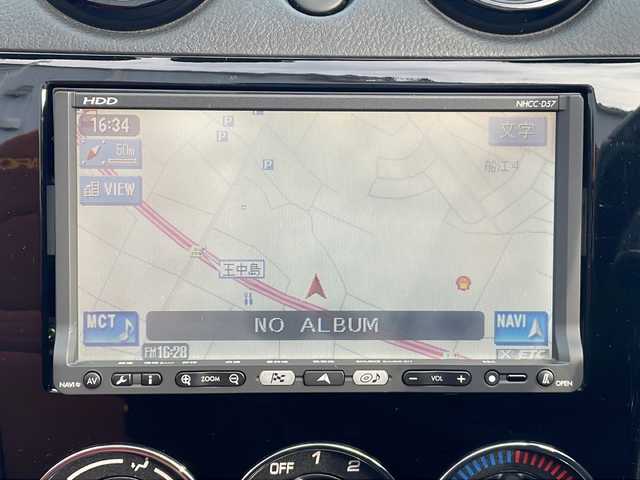 HDD NHCC-D57
16:34 文字
50m 船江4
VIEW
王中島
MCT NO ALBUM NAVI
FM16-28 ETC
NAVI AV i ZOOM VOL OPEN
OFF 1 2